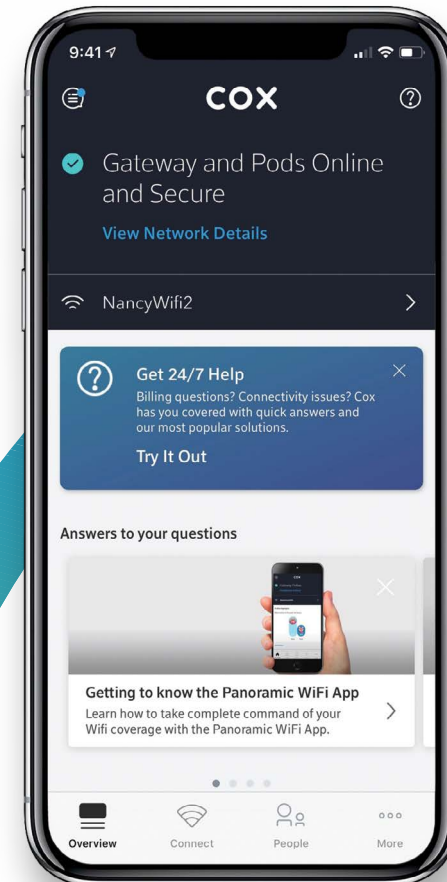 9:41
COX
Gateway and Pods Online
and Secure
View Network Details
NancyWifi2
Get 24/7 Help
Billing questions? Connectivity issues? Cox
has you covered with quick answers and
our most popular solutions.
Try It Out
Answers to your questions
Getting to know the Panoramic WiFi App
Learn how to take complete command of your
Wifi coverage with the Panoramic WiFi App.
Overview
Connect
People
More